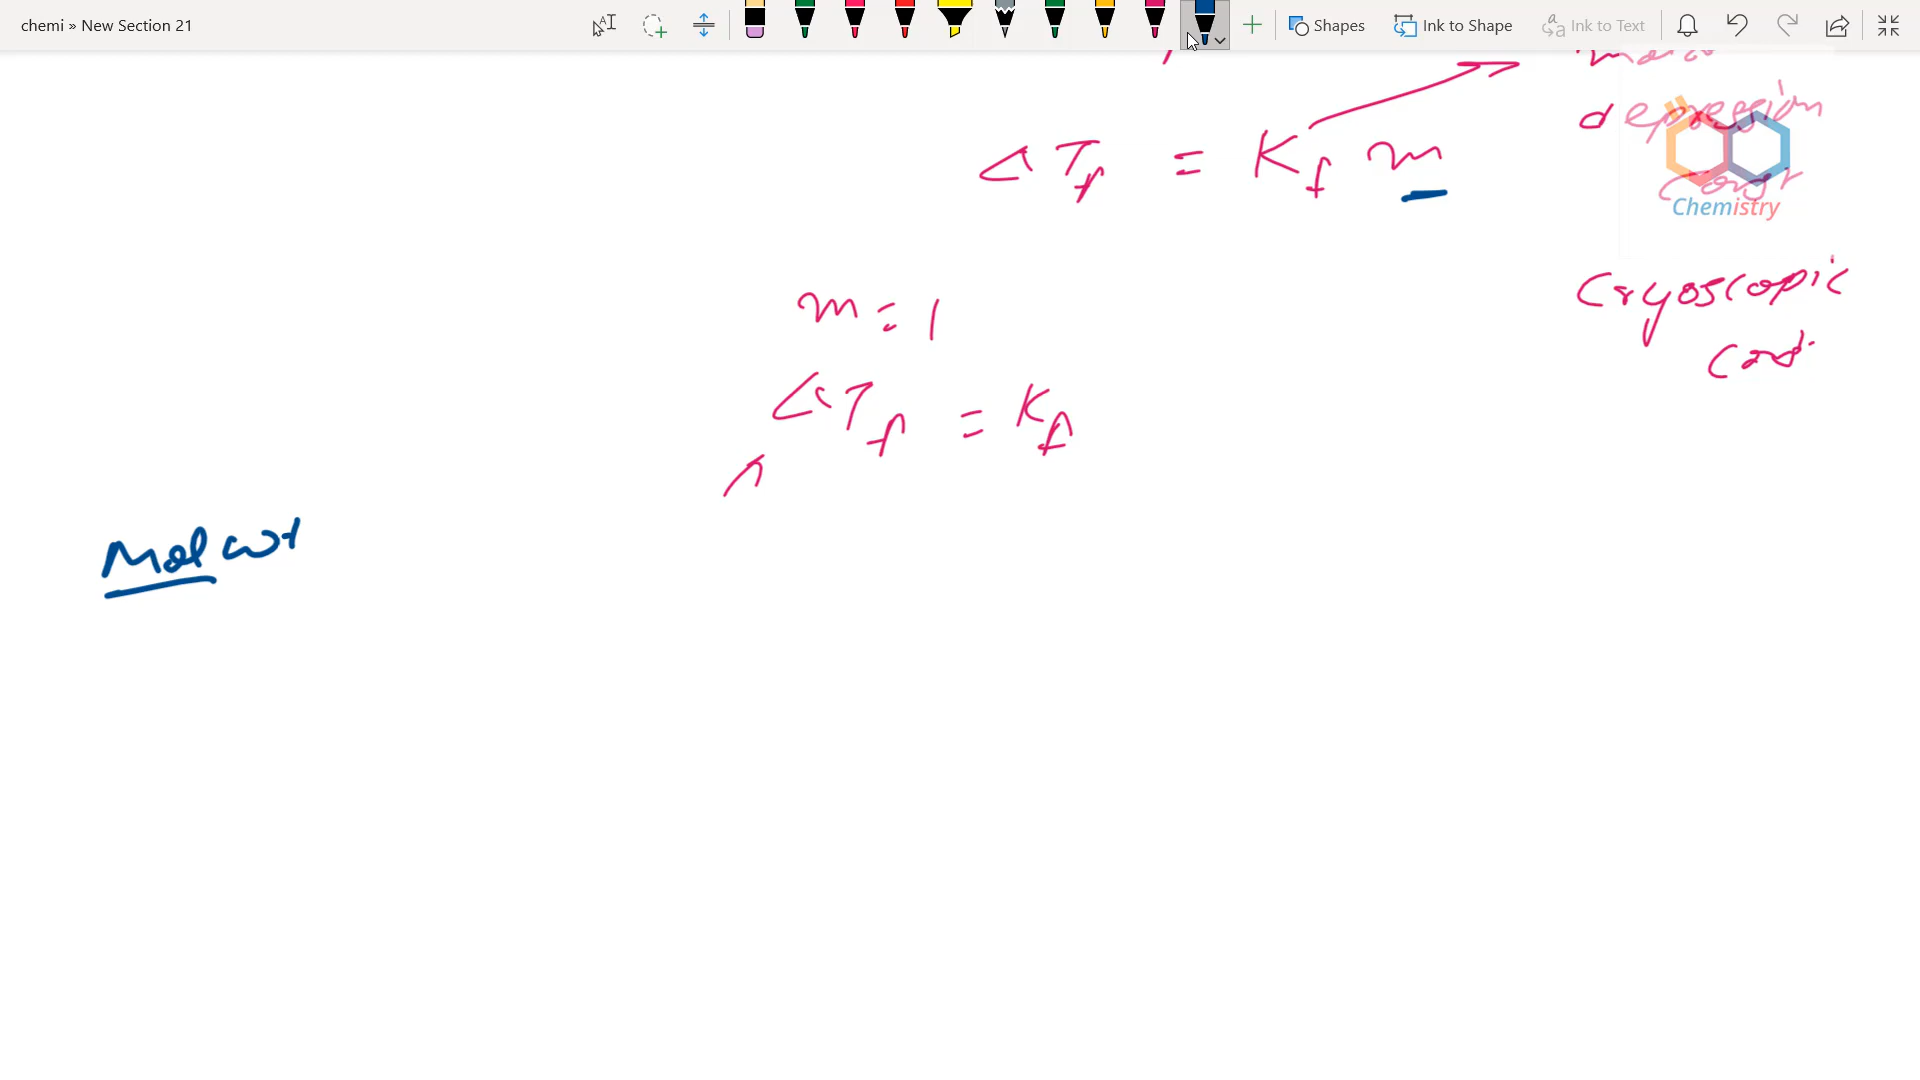 chemi » New Section 21
Shapes
Ink to Shape
Ink to Text
depression
const
ΔTf = Kf m
Chemistry
Cryoscopic
const.
m = 1
ΔTf = Kf
Mol wt